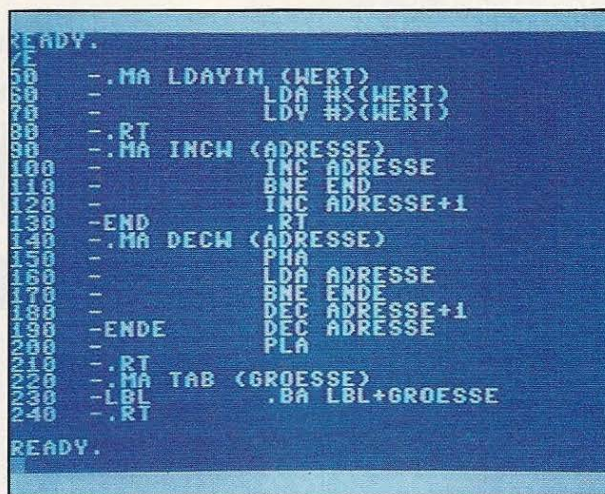 READY.
/E
50 -.MA LDAYIM (WERT)
60 - LDA #<(WERT)
70 - LDY #>(WERT)
80 -.RT
90 -.MA INCW (ADRESSE)
100 - INC ADRESSE
110 - BNE END
120 - INC ADRESSE+1
130 -END .RT
140 -.MA DECW (ADRESSE)
150 - PHA
160 - LDA ADRESSE
170 - BNE ENDE
180 - DEC ADRESSE+1
190 -ENDE DEC ADRESSE
200 - PLA
210 -.RT
220 -.MA TAB (GROESSE)
230 -LBL .BA LBL+GROESSE
240 -.RT
READY.